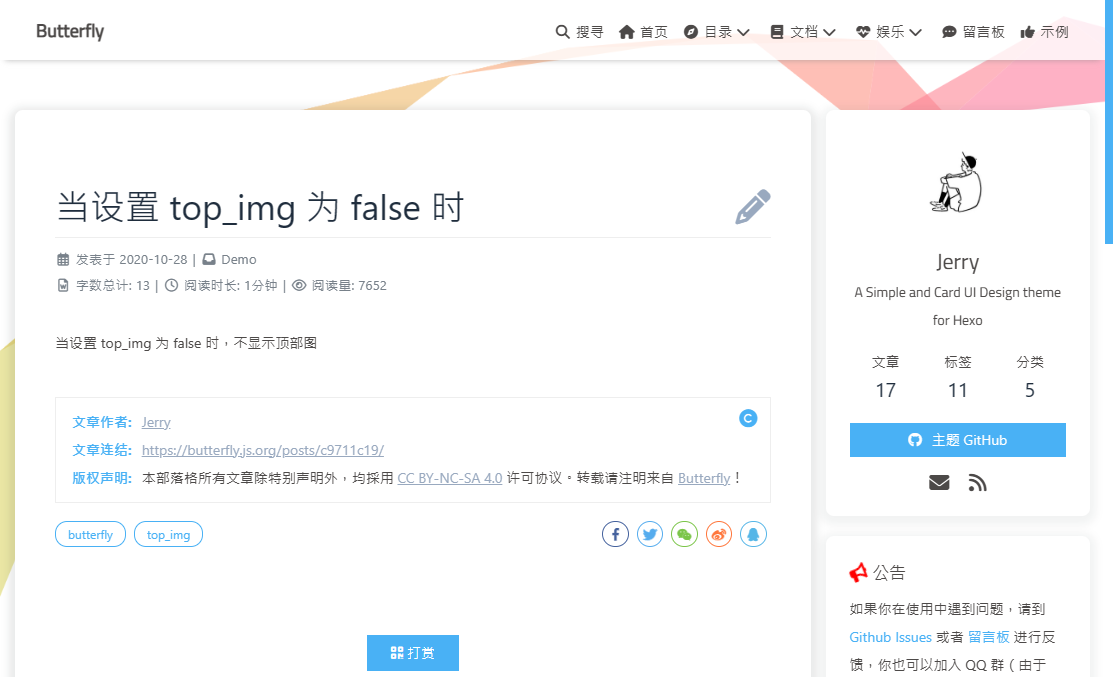 Butterfly
搜寻 首页 目录 文档 娱乐 留言板 示例
当设置 top_img 为 false 时
发表于 2020-10-28 | Demo
字数总计: 13 | 阅读时长: 1分钟 | 阅读量: 7652
当设置 top_img 为 false 时，不显示顶部图
文章作者: Jerry
文章连结: https://butterfly.js.org/posts/c9711c19/
版权声明: 本部落格所有文章除特别声明外，均採用 CC BY-NC-SA 4.0 许可协议。转载请注明来自 Butterfly！
butterfly top_img
打赏
Jerry
A Simple and Card UI Design theme
for Hexo
文章 标签 分类
17 11 5
主题 GitHub
公告
如果你在使用中遇到问题，请到
Github Issues 或者 留言板 进行反
馈，你也可以加入 QQ 群（由于